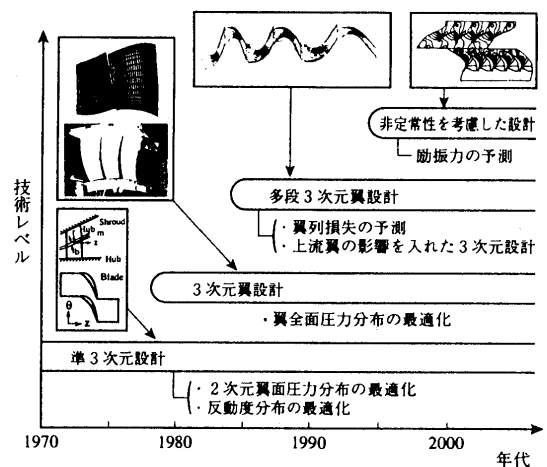 非定常性を考慮した設計
励振力の予測
多段3次元翼設計
・翼列損失の予測
・上流翼の影響を入れた3次元設計
3次元翼設計
・翼全面圧力分布の最適化
準3次元設計
・2次元翼面圧力分布の最適化
・反動度分布の最適化
技術レベル
Shroud
m
z
Hub
Blade
θ
z
1970
1980
1990
2000
年代